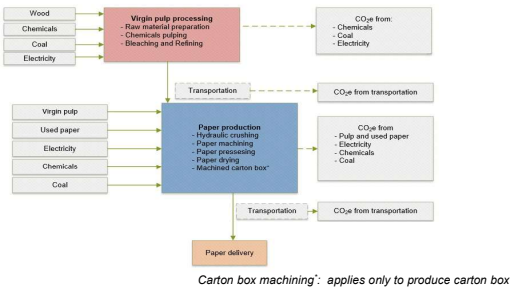 Wood
Chemicals
Coal
Electricity
Virgin pulp processing
- Raw material preparation
- Chemicals pulping
- Bleaching and Refining
CO₂e from:
- Chemicals
- Coal
- Electricity
Transportation
CO₂e from transportation
Virgin pulp
Used paper
Electricity
Chemicals
Coal
Paper production
- Hydraulic crushing
- Paper machining
- Paper pressesing
- Paper drying
- Machined carton box*
CO₂e from
- Pulp and used paper
- Electricity
- Chemicals
- Coal
Transportation
CO₂e from transportation
Paper delivery
Carton box machining*: applies only to produce carton box